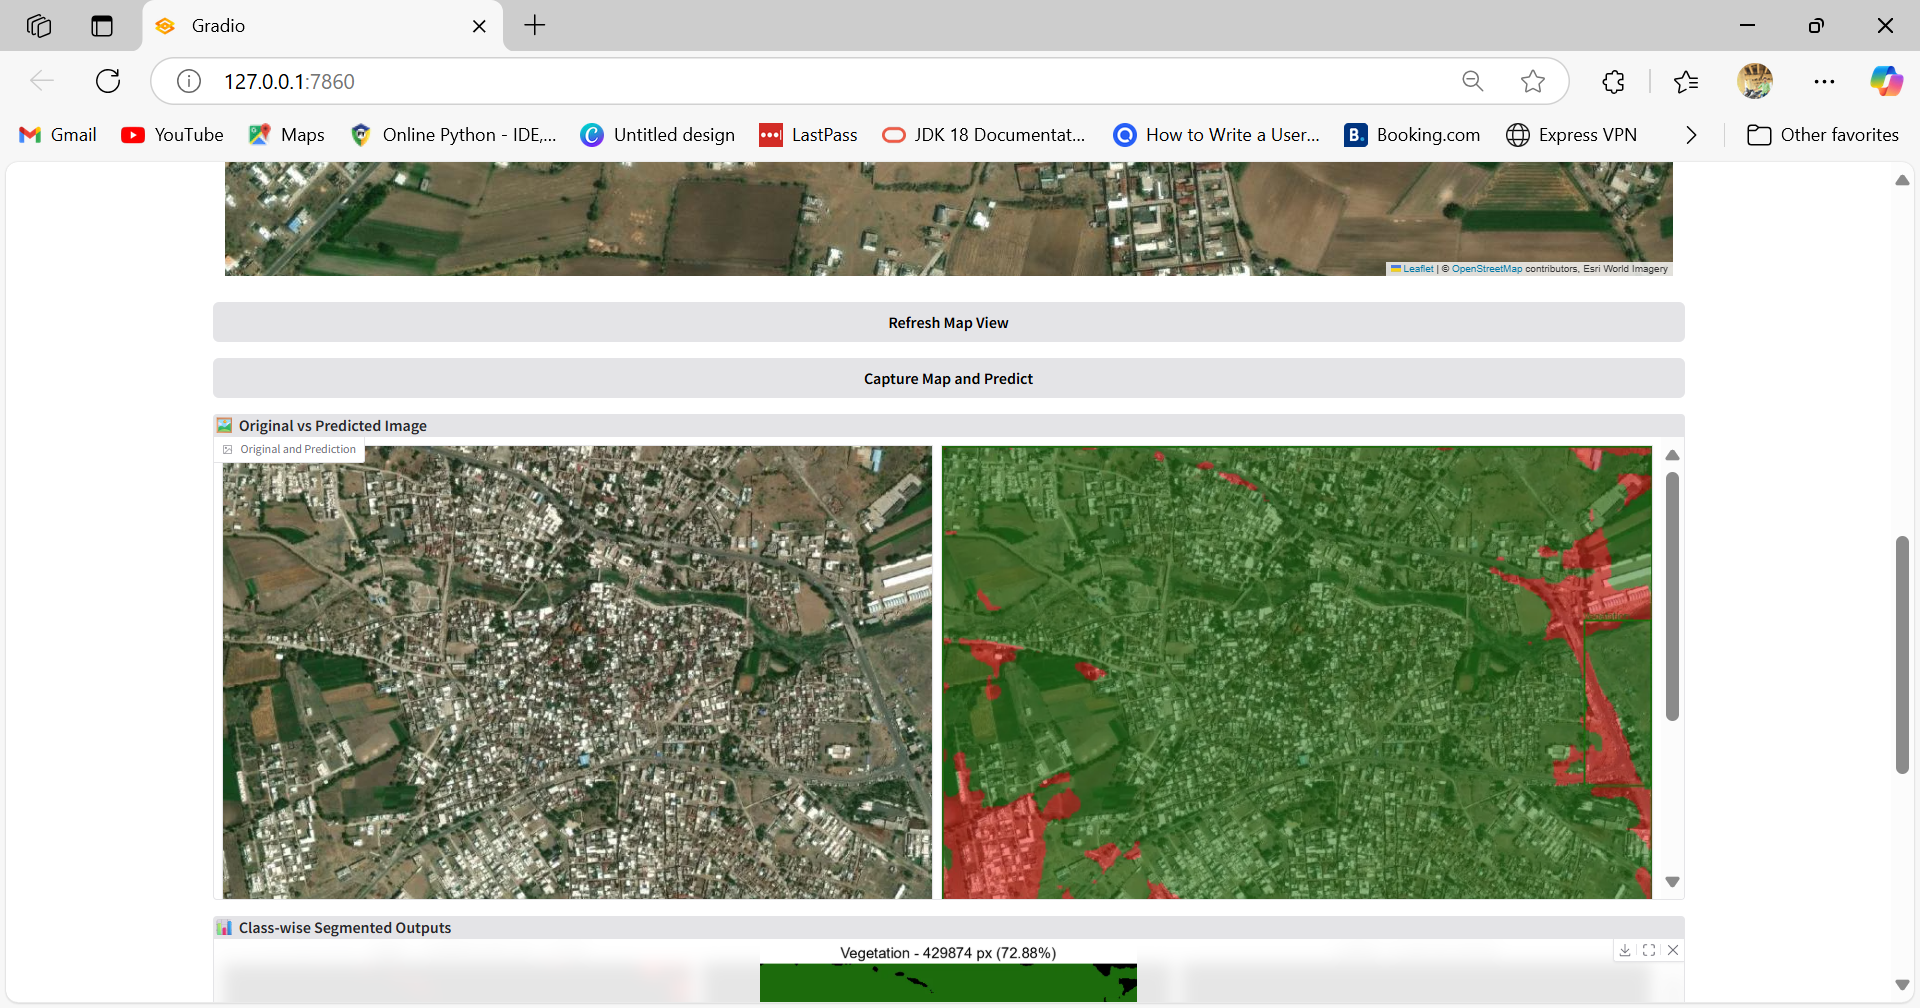 Gradio
127.0.0.1:7860
Gmail
YouTube
Maps
Online Python - IDE,...
Untitled design
LastPass
JDK 18 Documentat...
How to Write a User...
B.
Booking.com
Express VPN
Other favorites
Leaflet | © OpenStreetMap contributors, Esri World Imagery
Refresh Map View
Capture Map and Predict
Original vs Predicted Image
Original and Prediction
Class-wise Segmented Outputs
Vegetation - 429874 px (72.88%)